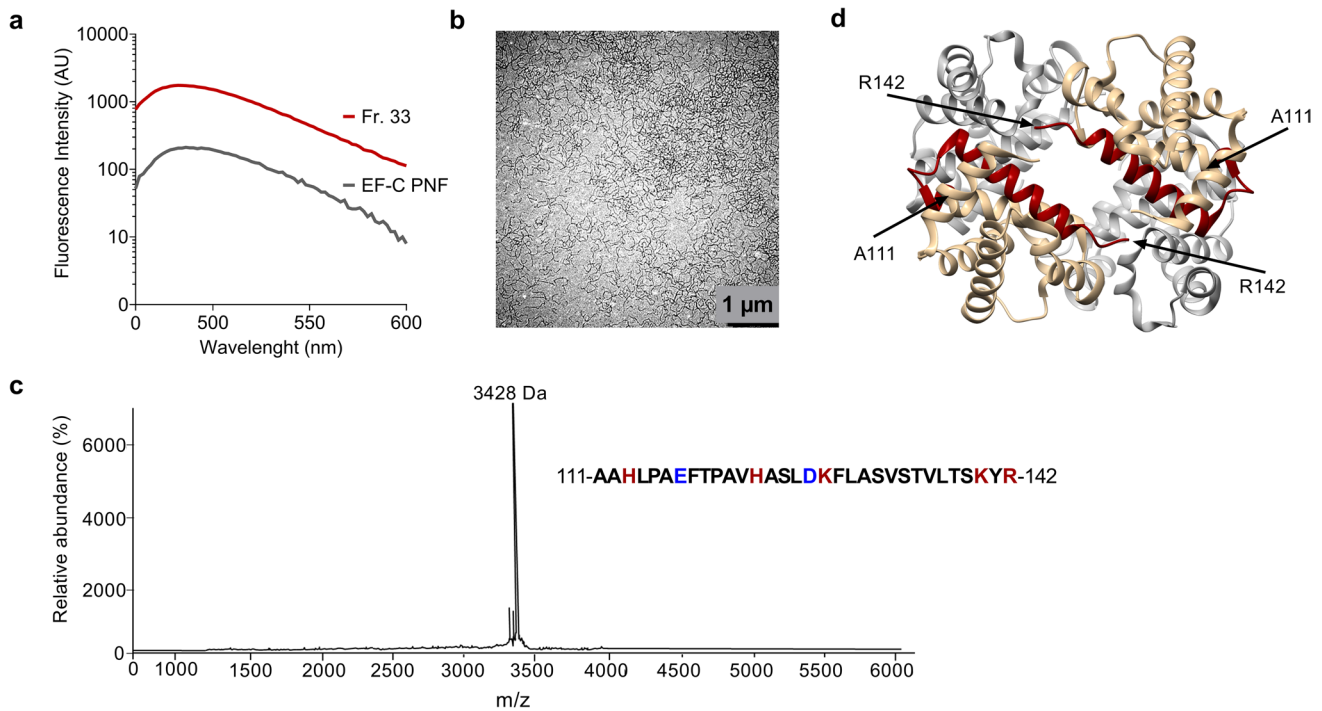 a
Fluorescence Intensity (AU)
10000
1000
100
10
0
0 500 550 600
Wavelenght (nm)
Fr. 33
EF-C PNF
b
1 µm
d
R142
A111
A111
R142
c
3428 Da
Relative abundance (%)
6000
4000
2000
0
111-AAHLPAEFTPAVHASLDKFLASVSTVLTSKYR-142
0 1000 1500 2000 2500 3000 3500 4000 4500 5000 5500 6000
m/z